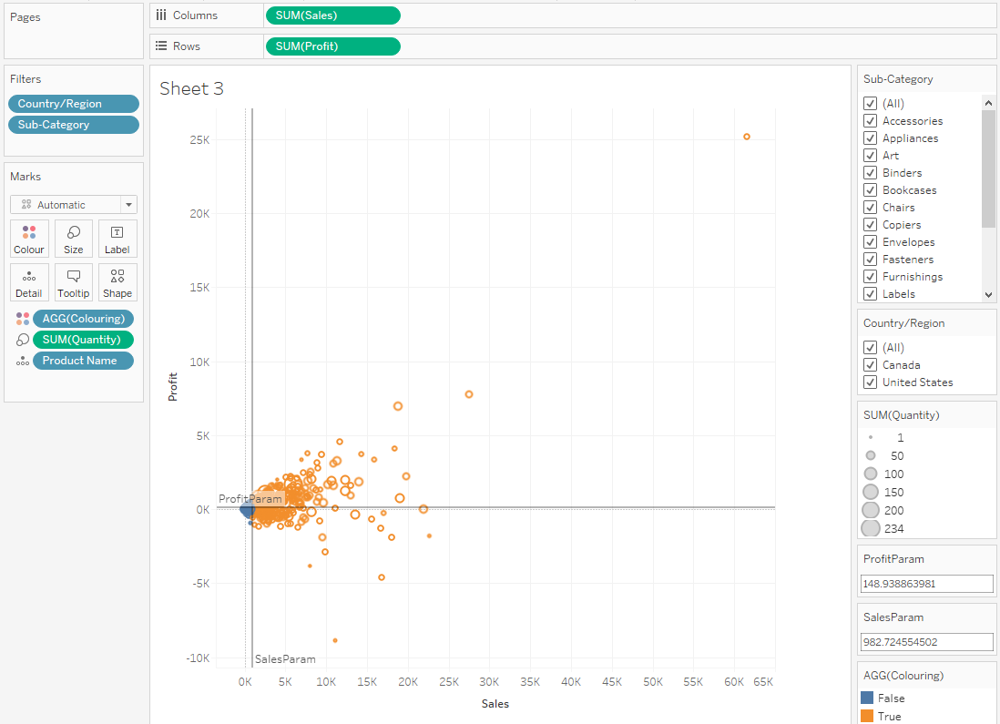 Pages
Columns
SUM(Sales)
Rows
SUM(Profit)
Filters
Country/Region
Sub-Category
Marks
Automatic
Colour
Size
Label
Detail
Tooltip
Shape
AGG(Colouring)
SUM(Quantity)
Product Name
Sheet 3
25K
20K
15K
10K
5K
0K
-5K
-10K
Profit
ProfitParam
SalesParam
0K 5K 10K 15K 20K 25K 30K 35K 40K 45K 50K 55K 60K 65K
Sales
Sub-Category
(All)
Accessories
Appliances
Art
Binders
Bookcases
Chairs
Copiers
Envelopes
Fasteners
Furnishings
Labels
Country/Region
(All)
Canada
United States
SUM(Quantity)
1
50
100
150
200
234
ProfitParam
148.938863981
SalesParam
982.724554502
AGG(Colouring)
False
True